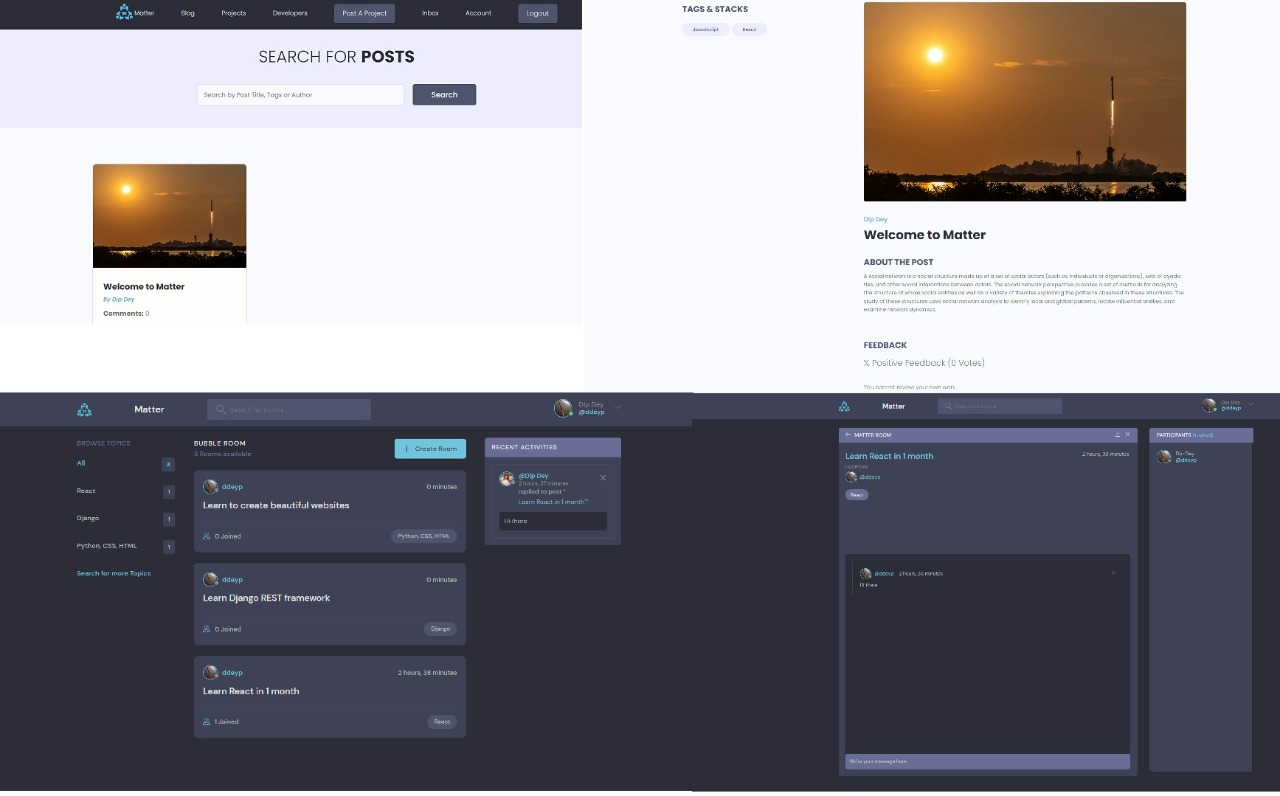 Matter Blog Projects Developers Post A Project Inbox Account Logout
SEARCH FOR POSTS
Search by Post Title, Tags or Author Search
Welcome to Matter
By Dip Dey
Comments: 0
TAGS & STACKS
JavaScript React
Dip Dey
Welcome to Matter
ABOUT THE POST
A social network is a social structure made up of a set of social actors (such as individuals or organizations), sets of dyadic
ties, and other social interactions between actors. The social network perspective provides a set of methods for analyzing
the structure of whole social entities as well as a variety of theories explaining the patterns observed in these structures. The
study of these structures uses social network analysis to identify local and global patterns, locate influential entities, and
examine network dynamics.
FEEDBACK
% Positive Feedback (0 Votes)
You cannot review your own work
Matter Search for rooms Dip Dey
@ddeyp
BROWSE TOPICS
All 3
React 1
Django 1
Python, CSS, HTML 1
Search for more Topics
BUBBLE ROOM
3 Rooms available
+ Create Room
ddeyp 0 minutes
Learn to create beautiful websites
0 Joined Python, CSS, HTML
ddeyp 0 minutes
Learn Django REST framework
0 Joined Django
ddeyp 2 hours, 38 minutes
Learn React in 1 month
1 Joined React
RECENT ACTIVITIES
@Dip Dey
2 hours, 37 minutes
replied to post "
Learn React in 1 month"
Hi there
Matter Dip Dey
@ddeyp
MATTER ROOM
Learn React in 1 month 2 hours, 39 minutes
HOSTED BY
@ddeyp
React
@ddeyp 2 hours, 38 minutes
Hi there
Write your message here
PARTICIPANTS (1 Joined)
Dip Dey
@ddeyp